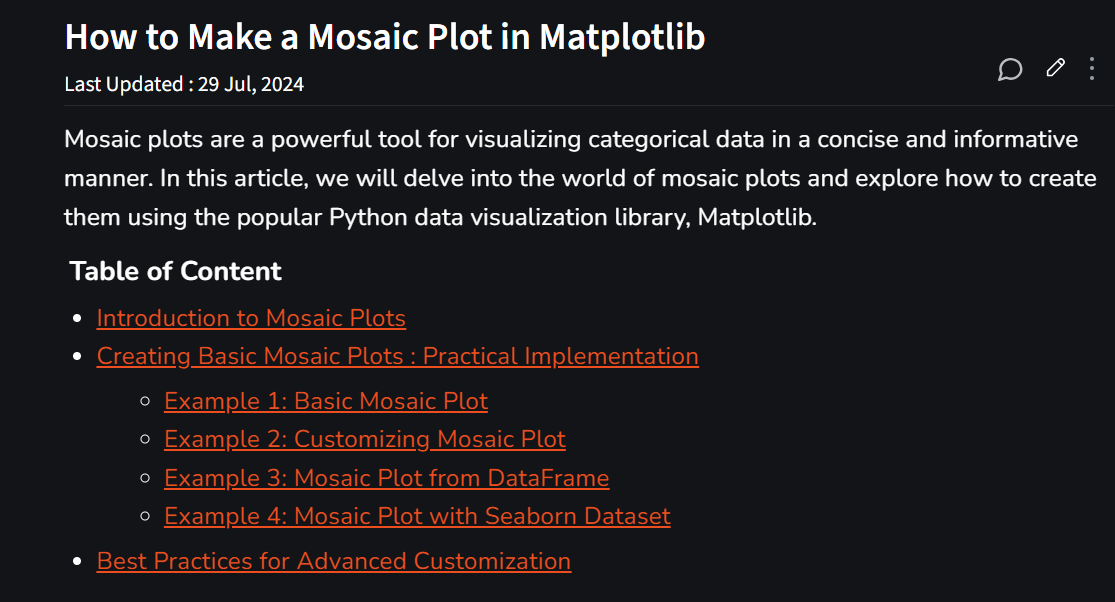 How to Make a Mosaic Plot in Matplotlib
Last Updated : 29 Jul, 2024
Mosaic plots are a powerful tool for visualizing categorical data in a concise and informative
manner. In this article, we will delve into the world of mosaic plots and explore how to create
them using the popular Python data visualization library, Matplotlib.
Table of Content
Introduction to Mosaic Plots
Creating Basic Mosaic Plots : Practical Implementation
Example 1: Basic Mosaic Plot
Example 2: Customizing Mosaic Plot
Example 3: Mosaic Plot from DataFrame
Example 4: Mosaic Plot with Seaborn Dataset
Best Practices for Advanced Customization